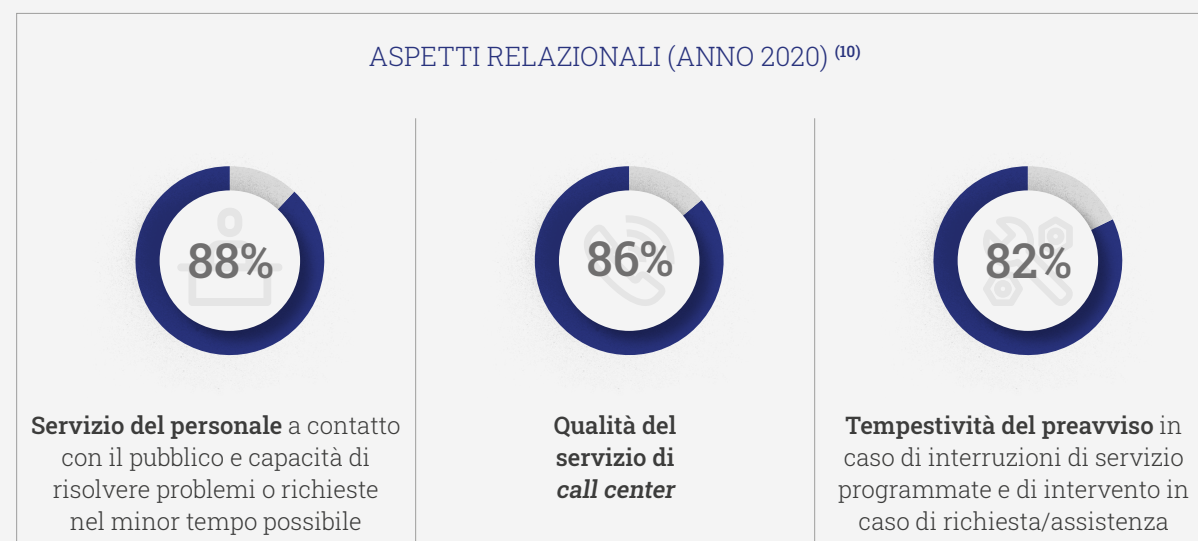 ASPETTI RELAZIONALI (ANNO 2020) (10)
88%
Servizio del personale a contatto
con il pubblico e capacità di
risolvere problemi o richieste
nel minor tempo possibile
86%
Qualità del
servizio di
call center
82%
Tempestività del preavviso in
caso di interruzioni di servizio
programmate e di intervento in
caso di richiesta/assistenza